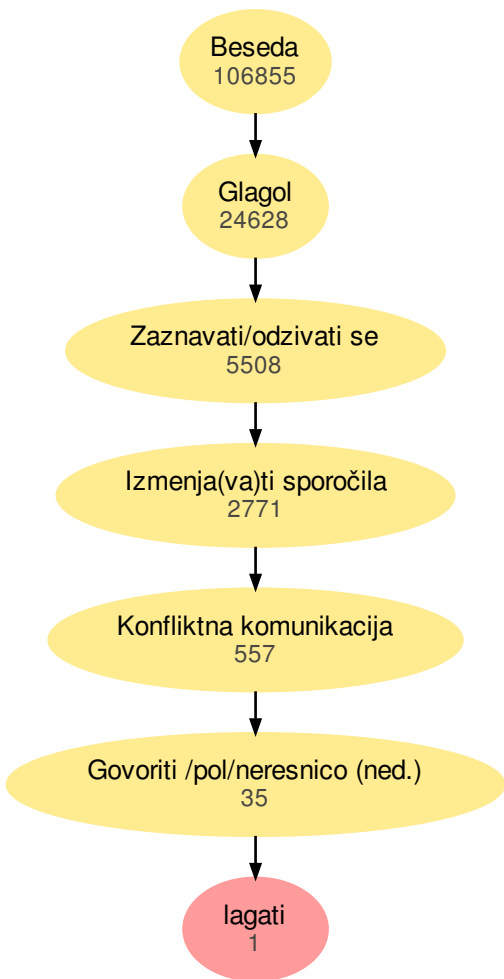 Beseda
106855
Glagol
24628
Zaznavati/odzivati se
5508
Izmenja(va)ti sporočila
2771
Konfliktna komunikacija
557
Govoriti /pol/neresnico (ned.)
35
lagati
1